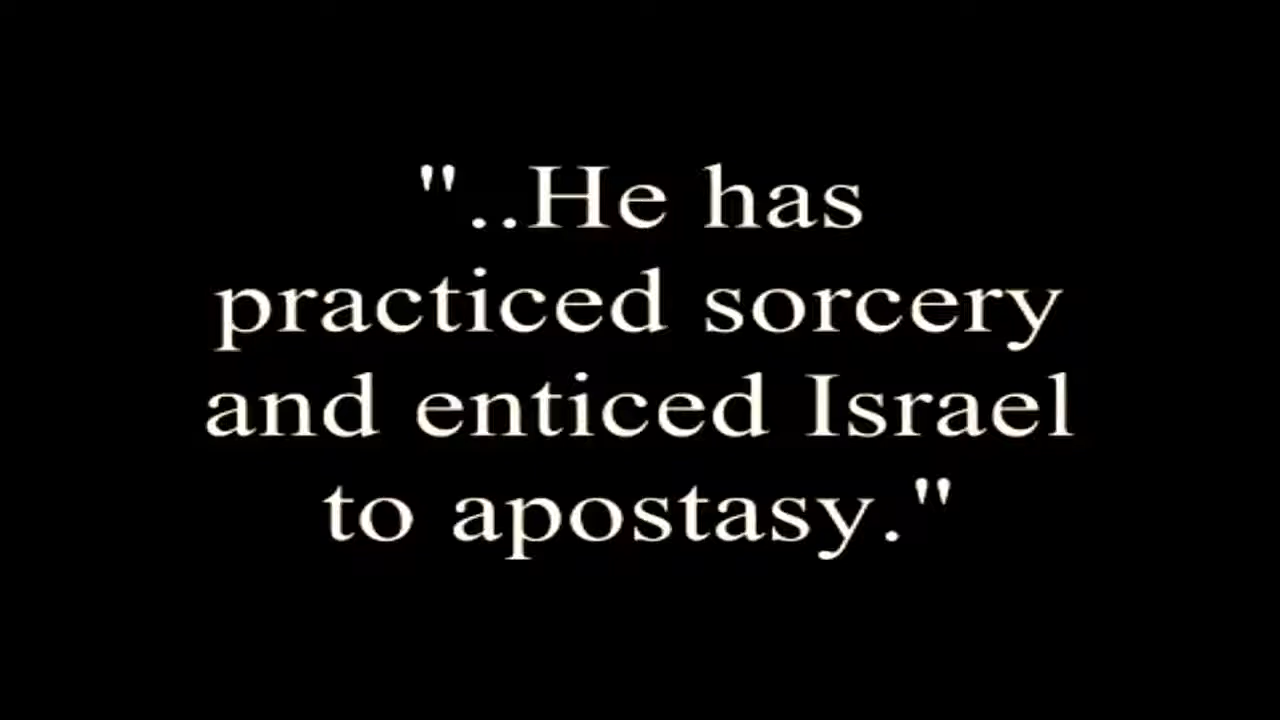 "..He has
practiced sorcery
and enticed Israel
to apostasy."